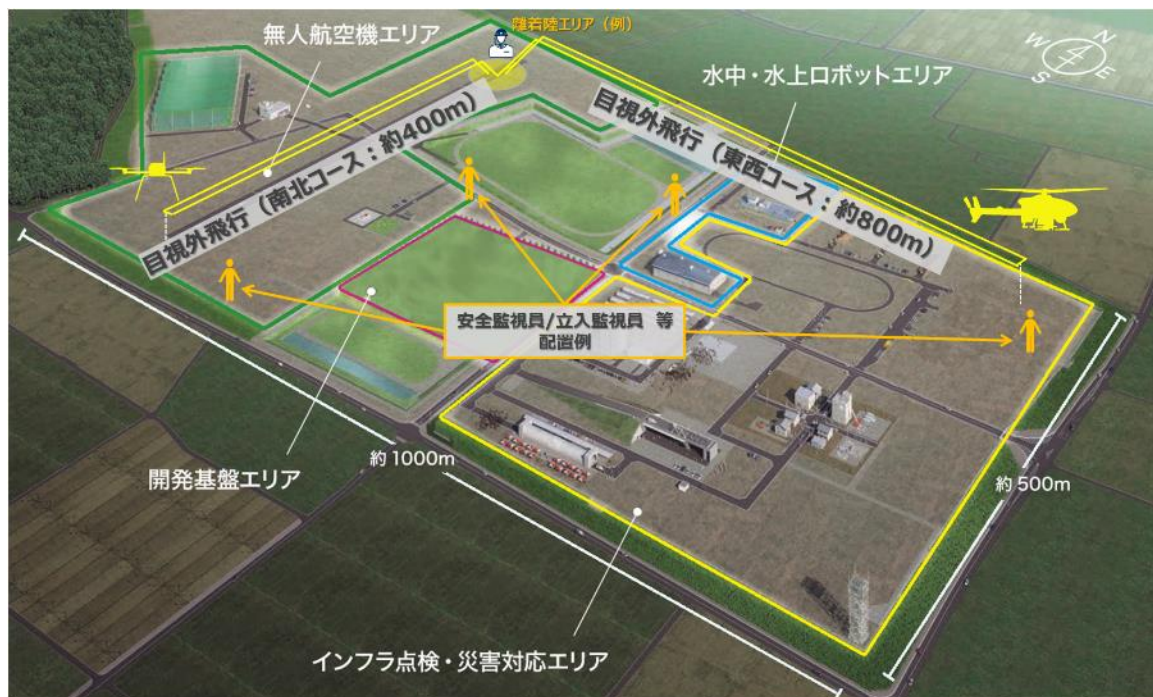 離着陸エリア（例）
無人航空機エリア
N
W
E
S
水中・水上ロボットエリア
目視外飛行（南北コース：約400m）
目視外飛行（東西コース：約800m）
安全監視員/立入監視員 等
配置例
約1000m
約500m
開発基盤エリア
インフラ点検・災害対応エリア